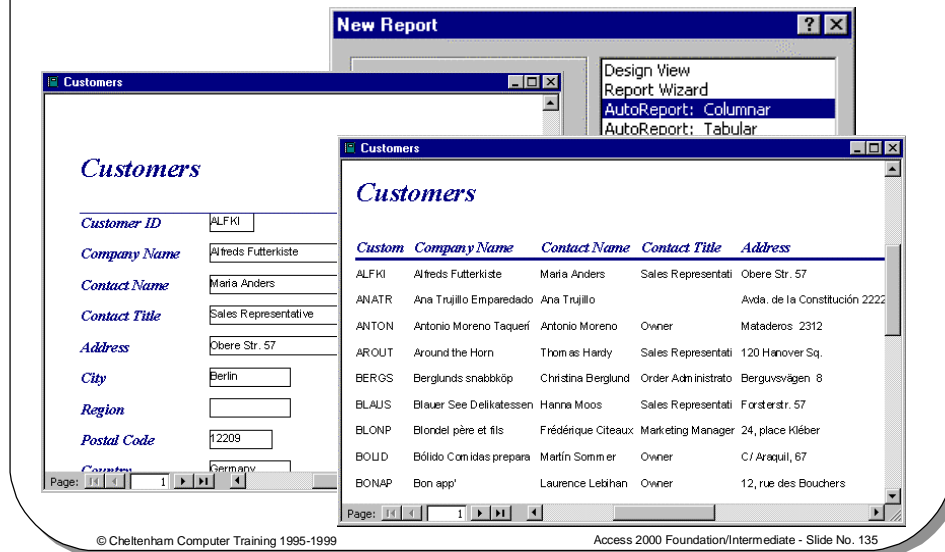 New Report
Design View
Report Wizard
AutoReport: Columnar
AutoReport: Tabular
Customers
Customers
Customer ID ALFKI
Company Name Alfreds Futterkiste
Contact Name Maria Anders
Contact Title Sales Representative
Address Obere Str. 57
City Berlin
Region
Postal Code 12209
Country Germany
Page: 1
Customers
Customers
Custom Company Name Contact Name Contact Title Address
ALFKI Alfreds Futterkiste Maria Anders Sales Representati Obere Str. 57
ANATR Ana Trujillo Emparedado Ana Trujillo Avda. de la Constitución 2222
ANTON Antonio Moreno Taquerí Antonio Moreno Owner Mataderos 2312
AROUT Around the Horn Thomas Hardy Sales Representati 120 Hanover Sq.
BERGS Berglunds snabbköp Christina Berglund Order Administrato Berguvsvägen 8
BLAUS Blauer See Delikatessen Hanna Moos Sales Representati Forsterstr. 57
BLONP Blondel père et fils Frédérique Citeaux Marketing Manager 24, place Kléber
BOLID Bólido Comidas prepara Martín Sommer Owner C/ Araquil, 67
BONAP Bon app' Laurence Lebihan Owner 12, rue des Bouchers
Page: 1
© Cheltenham Computer Training 1995-1999
Access 2000 Foundation/Intermediate - Slide No. 135